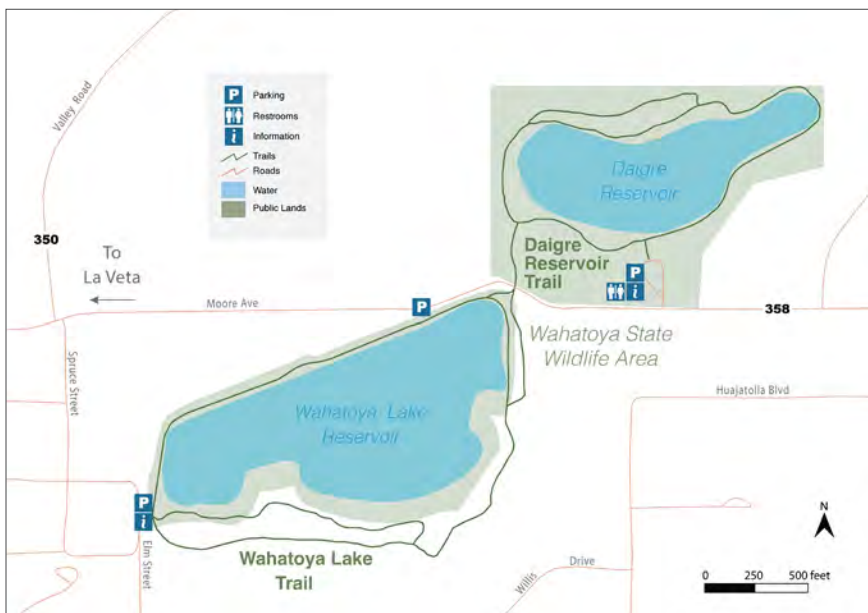 Valley Road
P Parking
Restrooms
i Information
Trails
Roads
Water
Public Lands
350
To
La Veta
Moore Ave
Spruce Street
Daigre
Reservoir
Daigre
Reservoir
Trail
P
i
P
358
Wahatoya State
Wildlife Area
Huajatolla Blvd
Wahatoya Lake
Reservoir
P
i
Elm Street
Wahatoya Lake
Trail
Willis
Drive
N
0 250 500 feet